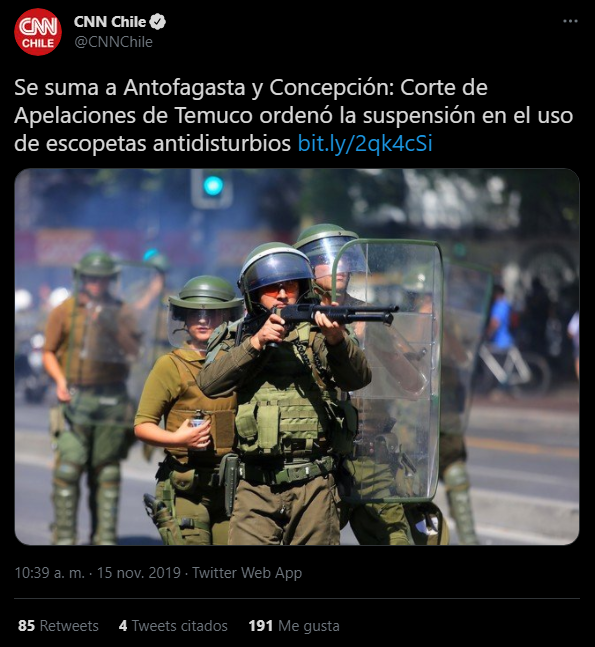 CNN
CHILE
CNN Chile
@CNNChile
Se suma a Antofagasta y Concepción: Corte de
Apelaciones de Temuco ordenó la suspensión en el uso
de escopetas antidisturbios bit.ly/2qk4cSi
10:39 a. m. · 15 nov. 2019 · Twitter Web App
85 Retweets 4 Tweets citados 191 Me gusta